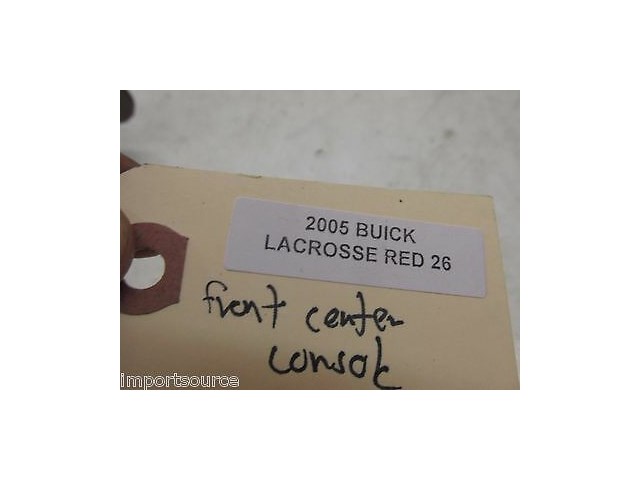 2005 BUICK
LACROSSE RED 26
front center
console
importsource